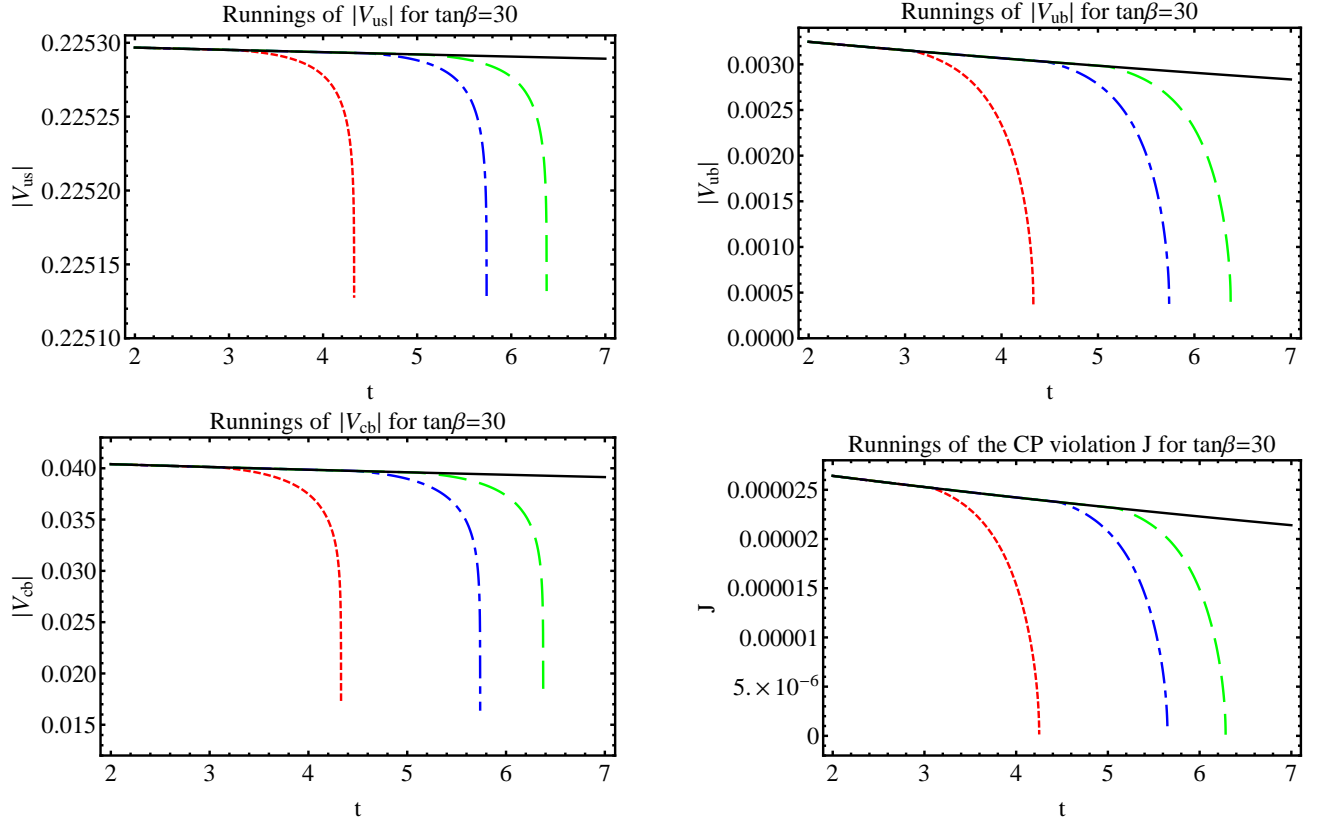 Runnings of |V_us| for tanβ=30
|V_us|
0.22530
0.22525
0.22520
0.22515
0.22510
2 3 4 5 6 7
t
Runnings of |V_ub| for tanβ=30
|V_ub|
0.0030
0.0025
0.0020
0.0015
0.0010
0.0005
0.0000
2 3 4 5 6 7
t
Runnings of |V_cb| for tanβ=30
|V_cb|
0.040
0.035
0.030
0.025
0.020
0.015
2 3 4 5 6 7
t
Runnings of the CP violation J for tanβ=30
J
0.000025
0.00002
0.000015
0.00001
5.×10⁻⁶
0
2 3 4 5 6 7
t